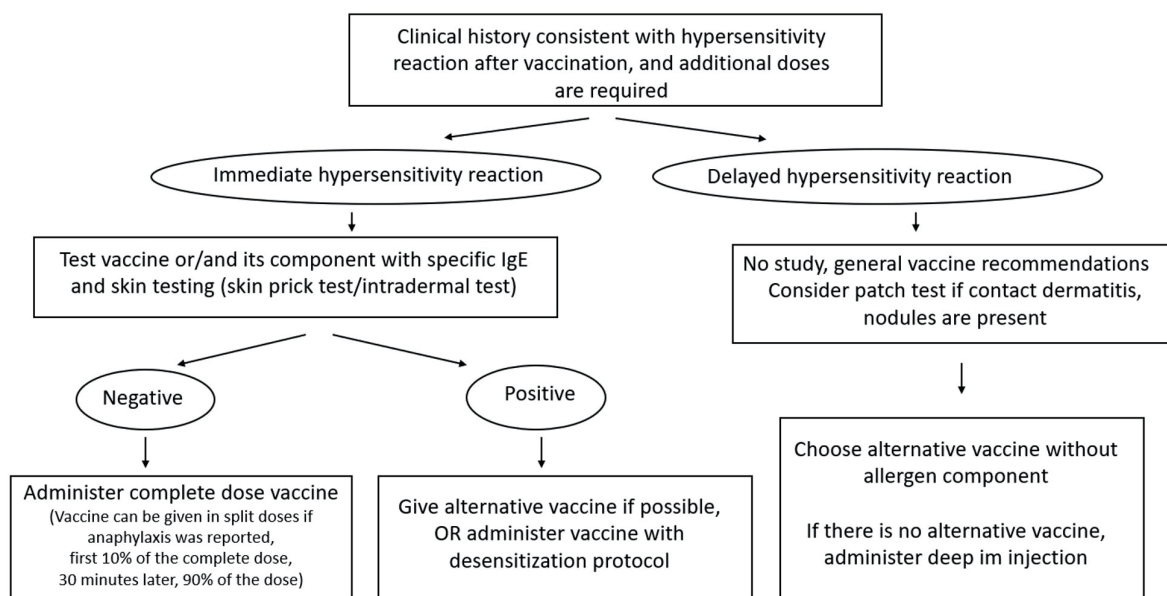 Clinical history consistent with hypersensitivity
reaction after vaccination, and additional doses
are required
Immediate hypersensitivity reaction
Delayed hypersensitivity reaction
Test vaccine or/and its component with specific IgE
and skin testing (skin prick test/intradermal test)
No study, general vaccine recommendations
Consider patch test if contact dermatitis,
nodules are present
Negative
Positive
Administer complete dose vaccine
(Vaccine can be given in split doses if
anaphylaxis was reported,
first 10% of the complete dose,
30 minutes later, 90% of the dose)
Give alternative vaccine if possible,
OR administer vaccine with
desensitization protocol
Choose alternative vaccine without
allergen component
If there is no alternative vaccine,
administer deep im injection